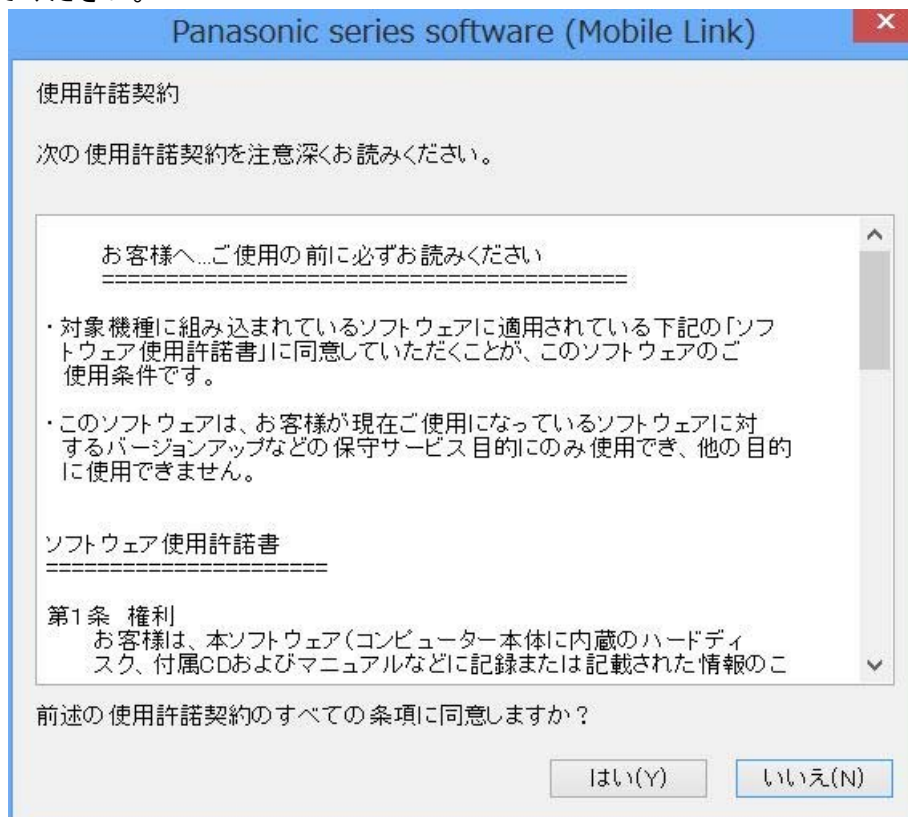 ください。
Panasonic series software (Mobile Link)
使用許諾契約
次の使用許諾契約を注意深くお読みください。
お客様へ...ご使用の前に必ずお読みください
=========================================
・対象機種に組み込まれているソフトウェアに適用されている下記の「ソフ
トウェア使用許諾書」に同意していただくことが、このソフトウェアのご
使用条件です。
・このソフトウェアは、お客様が現在ご使用になっているソフトウェアに対
するバージョンアップなどの保守サービス目的にのみ使用でき、他の目的
に使用できません。
ソフトウェア使用許諾書
======================
第1条 権利
お客様は、本ソフトウェア(コンピューター本体に内蔵のハードディ
スク、付属CDおよびマニュアルなどに記録または記載された情報のこ
前述の使用許諾契約のすべての条項に同意しますか?
はい(Y)
いいえ(N)